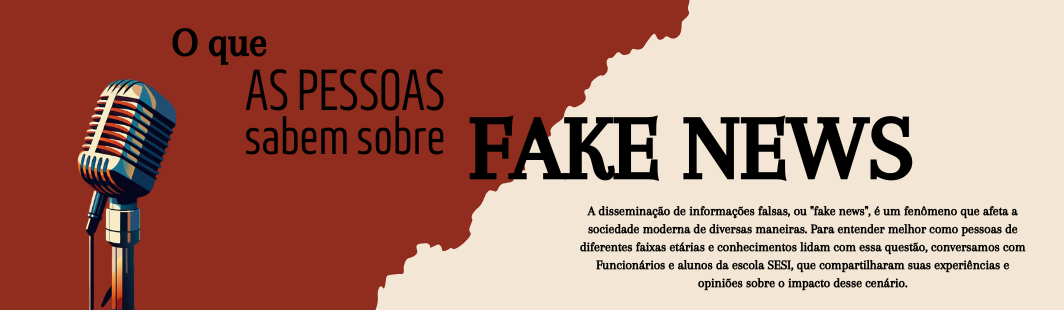 O que
AS PESSOAS
sabem sobre
FAKE NEWS
A disseminação de informações falsas, ou "fake news", é um fenômeno que afeta a
sociedade moderna de diversas maneiras. Para entender melhor como pessoas de
diferentes faixas etárias e conhecimentos lidam com essa questão, conversamos com
Funcionários e alunos da escola SESI, que compartilharam suas experiências e
opiniões sobre o impacto desse cenário.